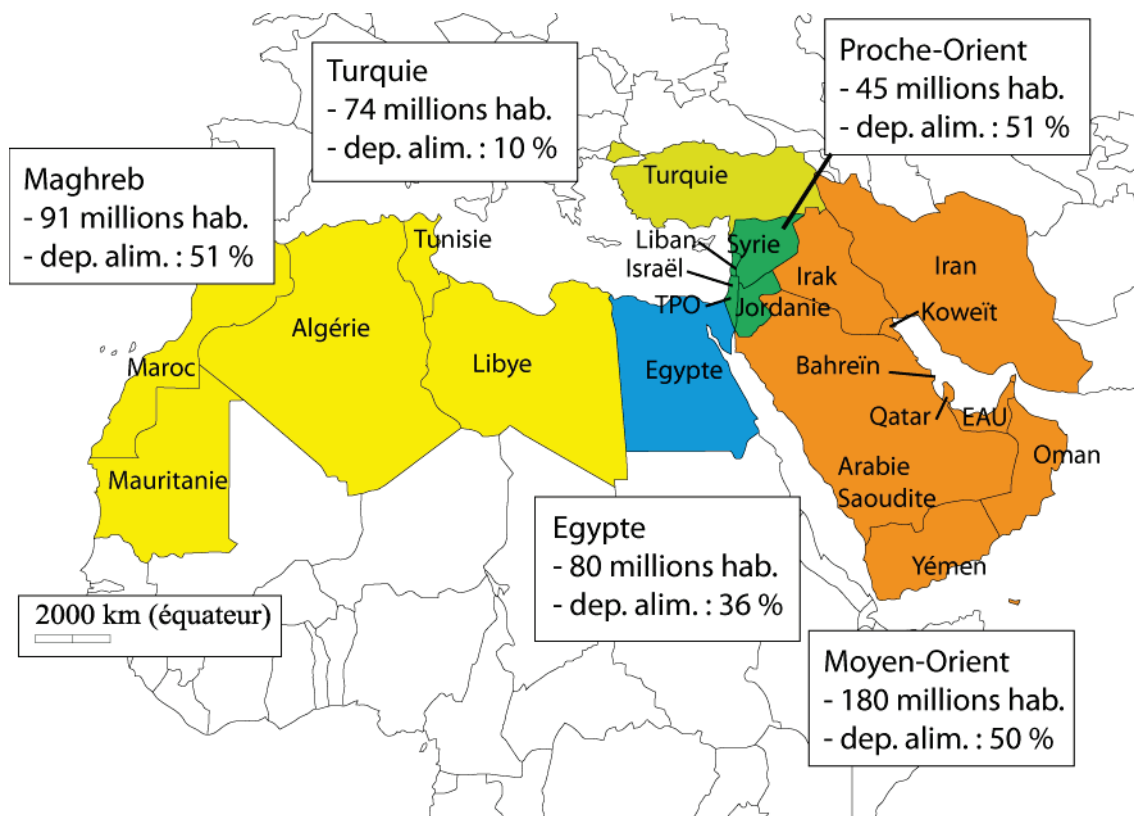 Turquie
- 74 millions hab.
- dep. alim. : 10 %
Proche-Orient
- 45 millions hab.
- dep. alim. : 51 %
Maghreb
- 91 millions hab.
- dep. alim. : 51 %
Turquie
Tunisie
Liban
Syrie
Israël
Irak
Iran
TPO
Jordanie
Koweït
Algérie
Maroc
Libye
Egypte
Bahreïn
Qatar
EAU
Mauritanie
Arabie
Saoudite
Oman
Yémen
Egypte
- 80 millions hab.
- dep. alim. : 36 %
2000 km (équateur)
Moyen-Orient
- 180 millions hab.
- dep. alim. : 50 %